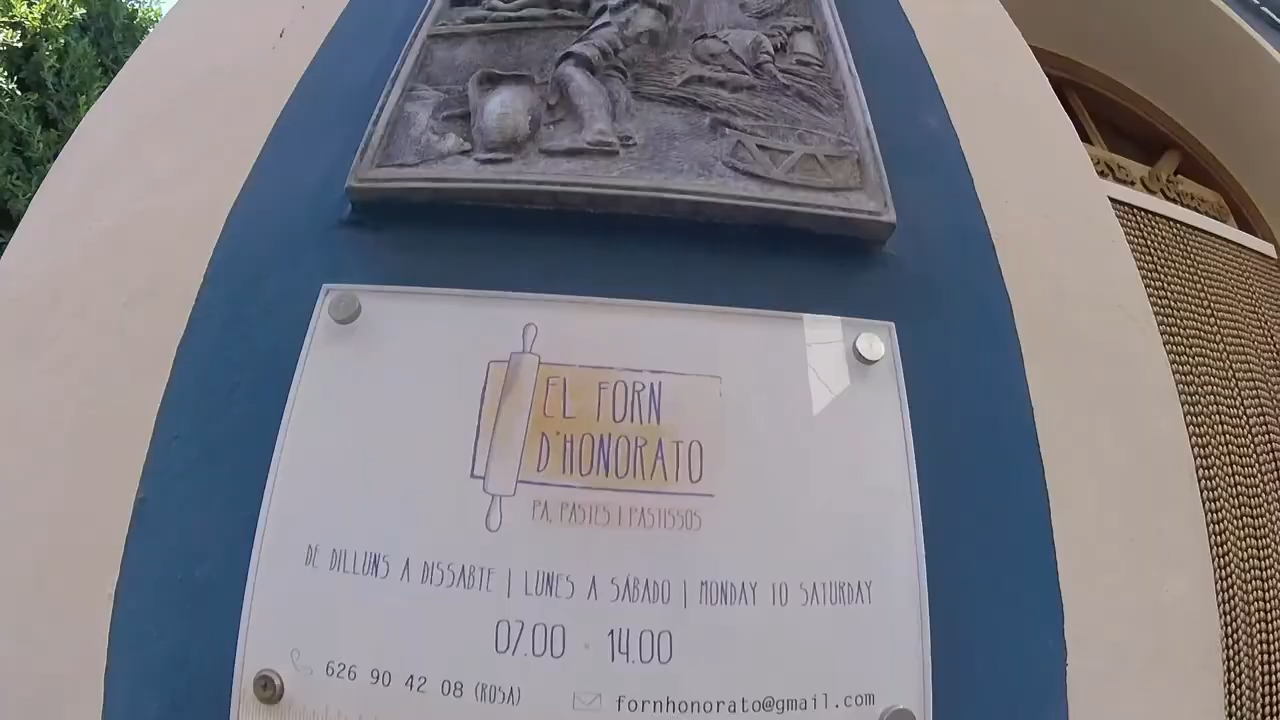 EL FORN
D'HONORATO
PA, PASTES I PASTISSOS
DE DILLUNS A DISSABTE | LUNES A SÁBADO | MONDAY TO SATURDAY
07.00 - 14.00
626 90 42 08 (ROSA) fornhonorato@gmail.com